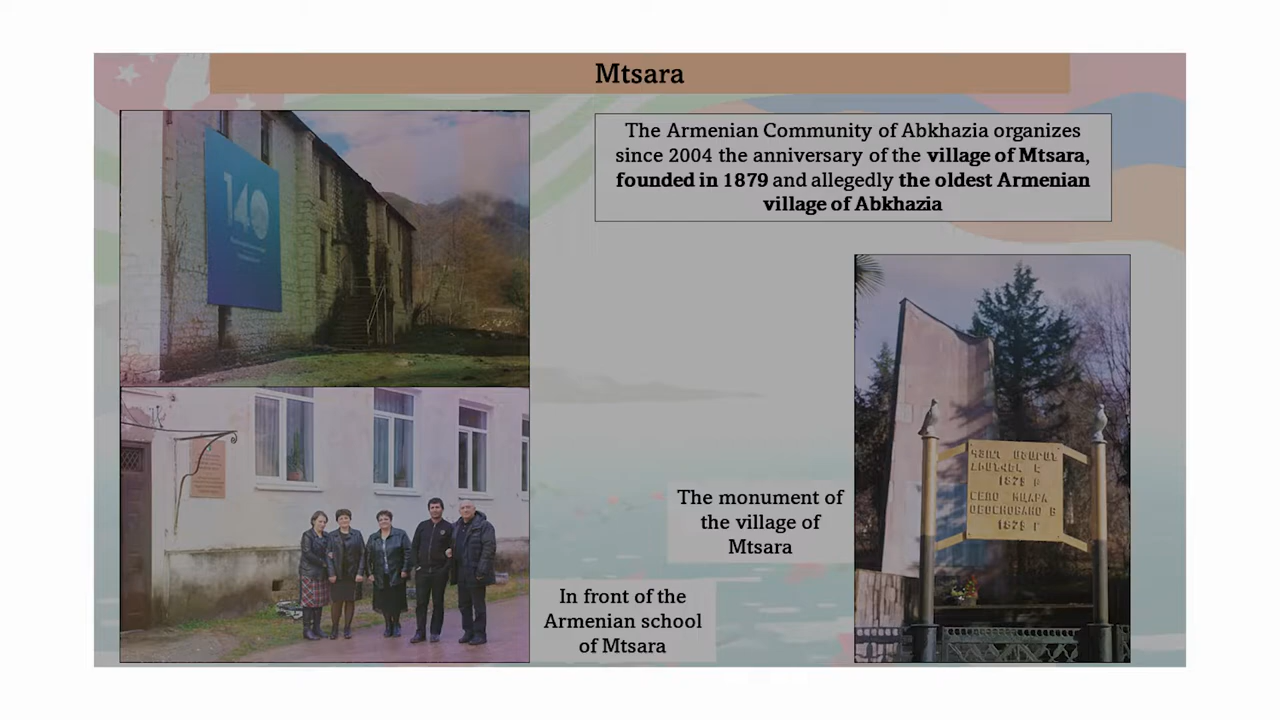 Mtsara
The Armenian Community of Abkhazia organizes
since 2004 the anniversary of the village of Mtsara,
founded in 1879 and allegedly the oldest Armenian
village of Abkhazia
140
The monument of
the village of
Mtsara
In front of the
Armenian school
of Mtsara
1879
СЕЛО МЦАРА
ОБОСНОВАНО В
1879 Г